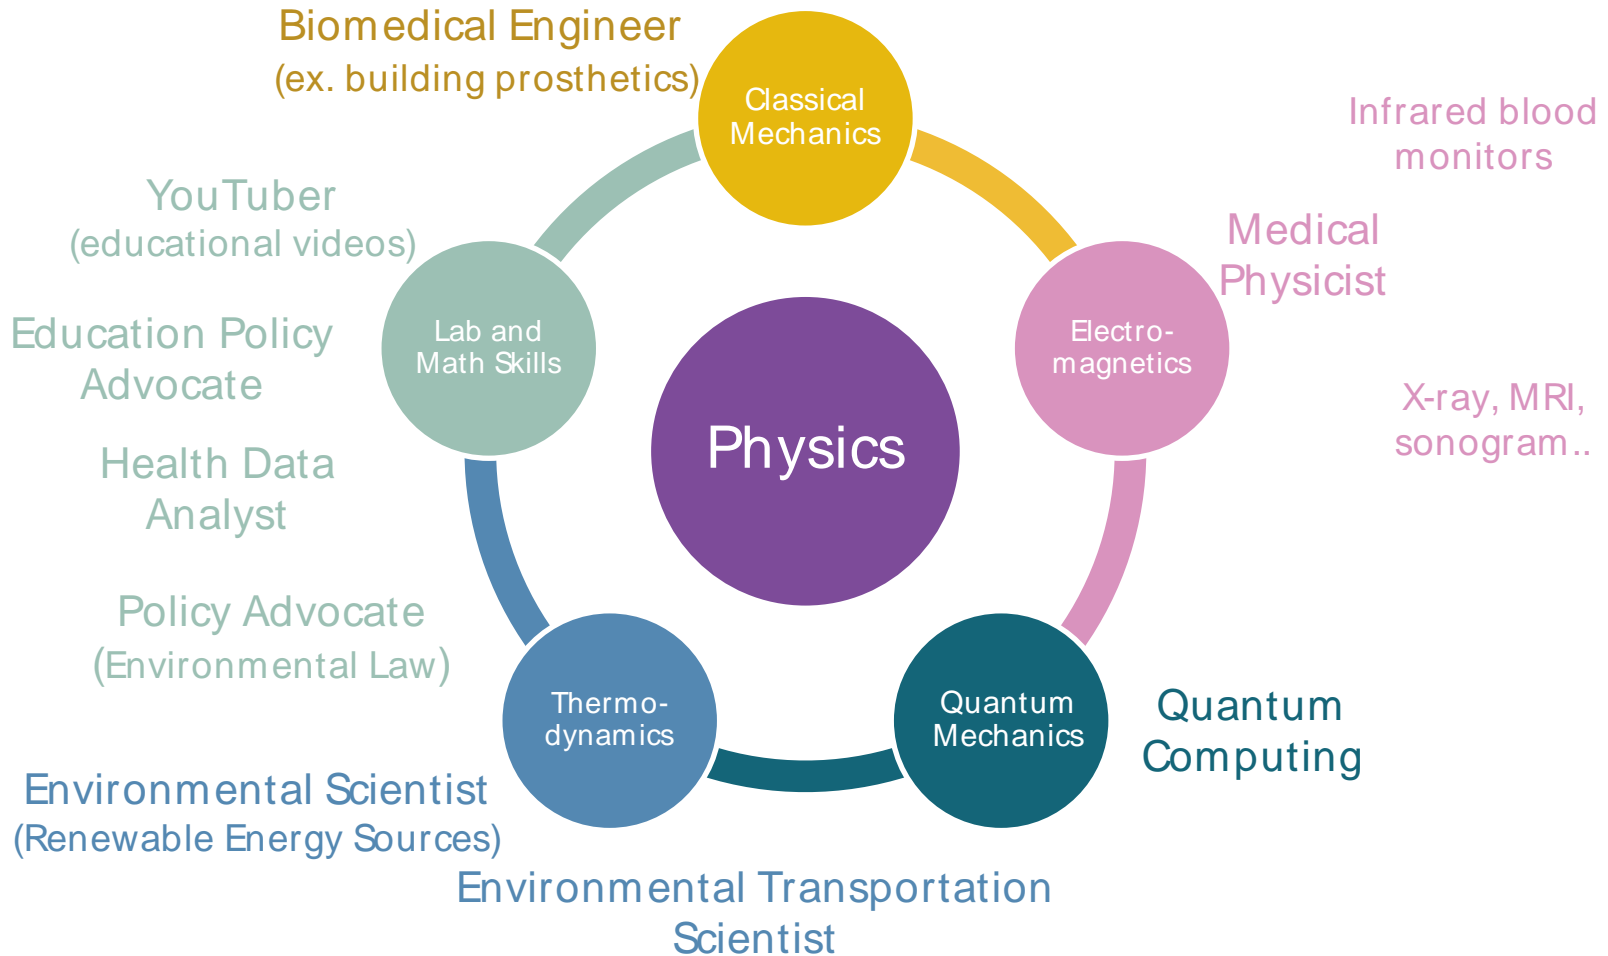 Biomedical Engineer
(ex. building prosthetics)
Classical
Mechanics
Infrared blood
monitors
YouTuber
(educational videos)
Medical
Physicist
Education Policy
Advocate
Lab and
Math Skills
Electro-
magnetics
X-ray, MRI,
sonogram..
Physics
Health Data
Analyst
Policy Advocate
(Environmental Law)
Thermo-
dynamics
Quantum
Mechanics
Quantum
Computing
Environmental Scientist
(Renewable Energy Sources)
Environmental Transportation
Scientist